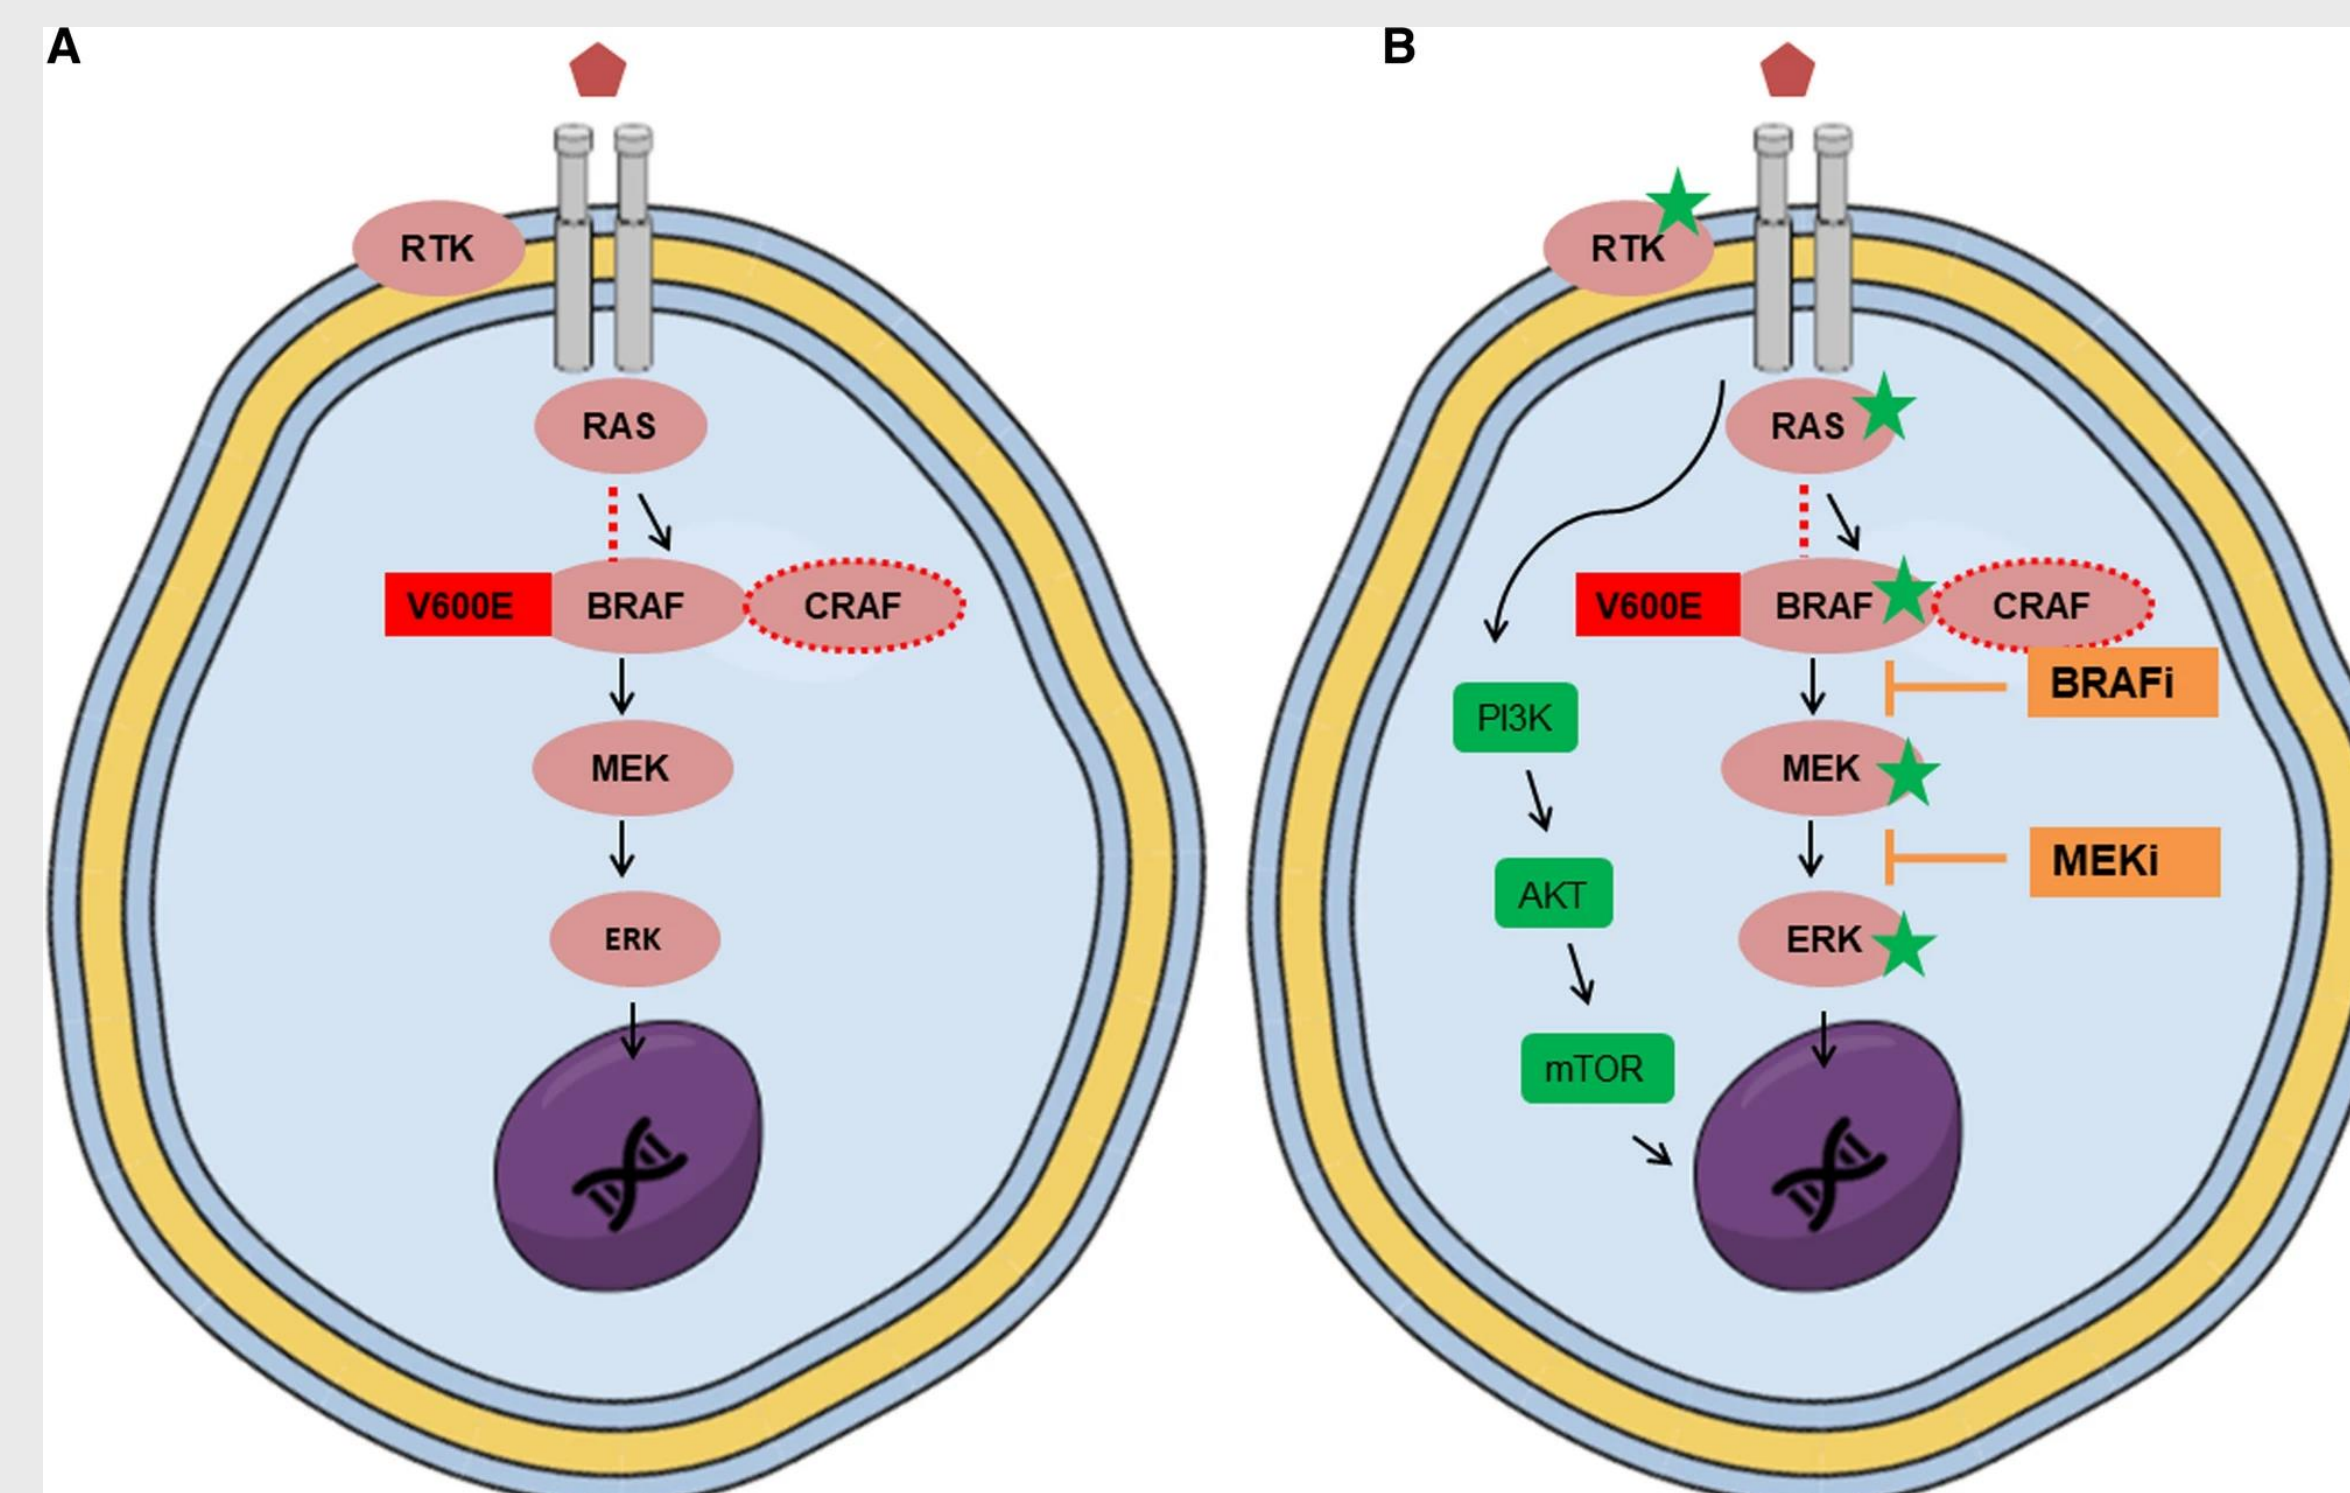 A
RTK
RAS
V600E BRAF CRAF
MEK
ERK
B
RTK
RAS
V600E BRAF CRAF
BRAFi
PI3K
MEK
MEKi
AKT
ERK
mTOR